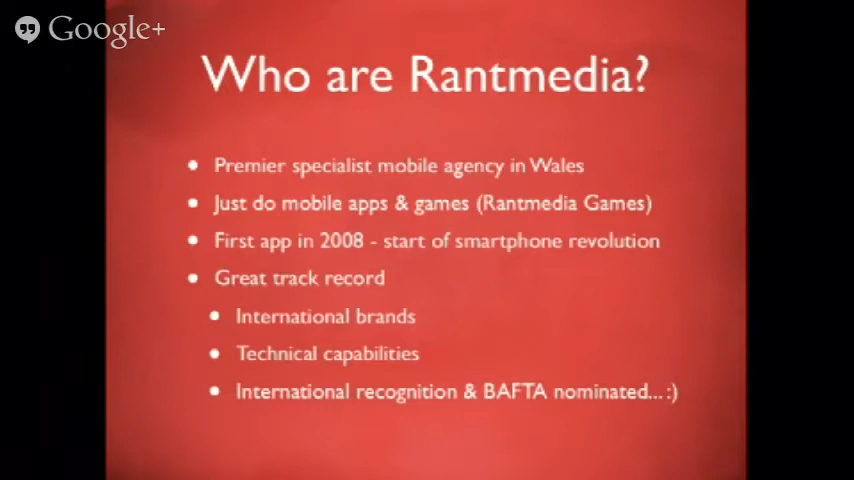 Google+
Who are Rantmedia?
• Premier specialist mobile agency in Wales
• Just do mobile apps & games (Rantmedia Games)
• First app in 2008 - start of smartphone revolution
• Great track record
• International brands
• Technical capabilities
• International recognition & BAFTA nominated...:)